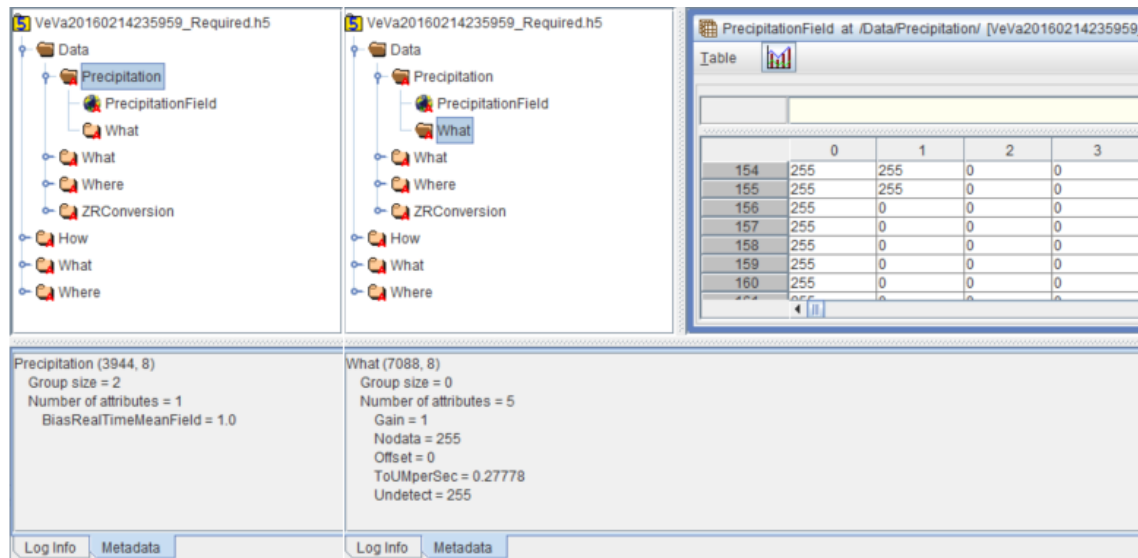 VeVa20160214235959_Required.h5
Data
Precipitation
PrecipitationField
What
What
Where
ZRConversion
How
What
Where
VeVa20160214235959_Required.h5
Data
Precipitation
PrecipitationField
What
What
Where
ZRConversion
How
What
Where
PrecipitationField at /Data/Precipitation/ [VeVa20160214235959
Table
0 1 2 3
154 255 255 0 0
155 255 255 0 0
156 255 0 0 0
157 255 0 0 0
158 255 0 0 0
159 255 0 0 0
160 255 0 0 0
Precipitation (3944, 8)
Group size = 2
Number of attributes = 1
BiasRealTimeMeanField = 1.0
Log Info Metadata
What (7088, 8)
Group size = 0
Number of attributes = 5
Gain = 1
Nodata = 255
Offset = 0
ToUMperSec = 0.27778
Undetect = 255
Log Info Metadata